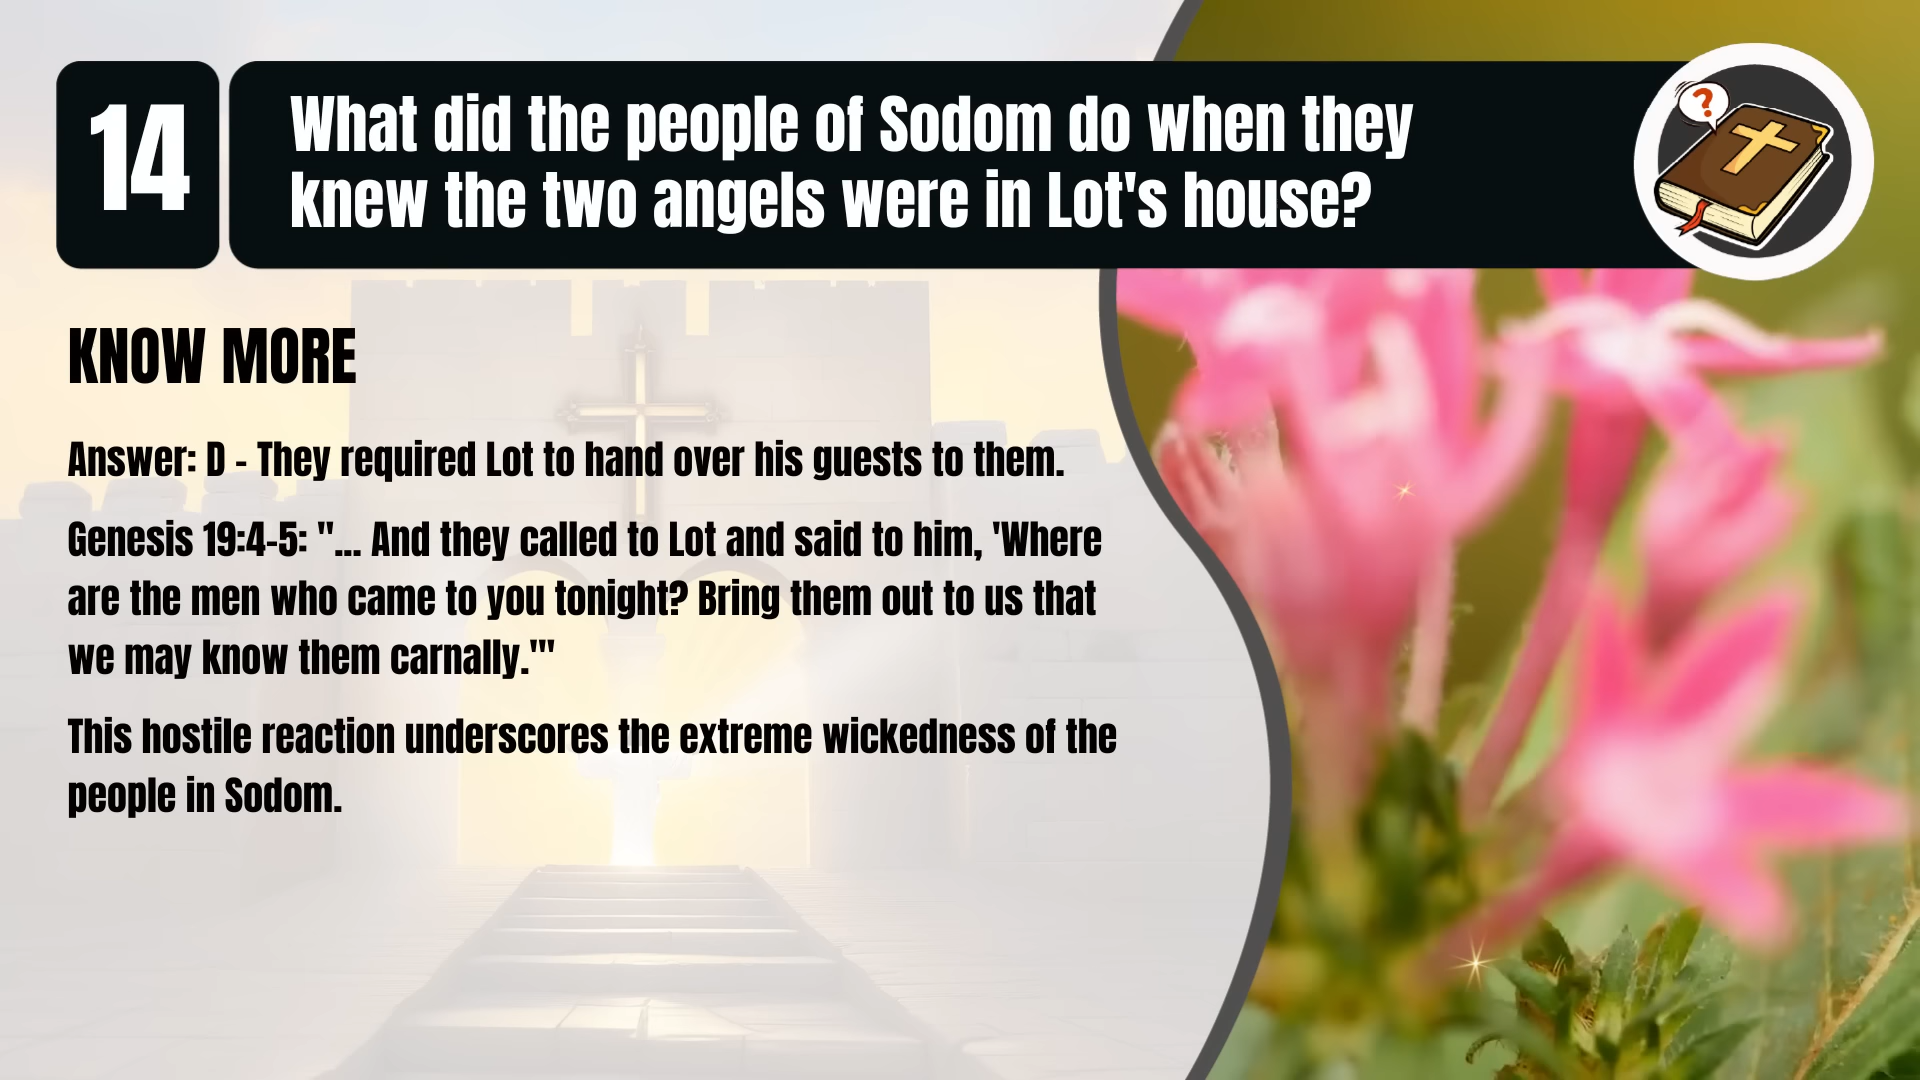 14
What did the people of Sodom do when they
knew the two angels were in Lot's house?
?
KNOW MORE
Answer: D - They required Lot to hand over his guests to them.
Genesis 19:4-5: "... And they called to Lot and said to him, 'Where
are the men who came to you tonight? Bring them out to us that
we may know them carnally.'"
This hostile reaction underscores the extreme wickedness of the
people in Sodom.